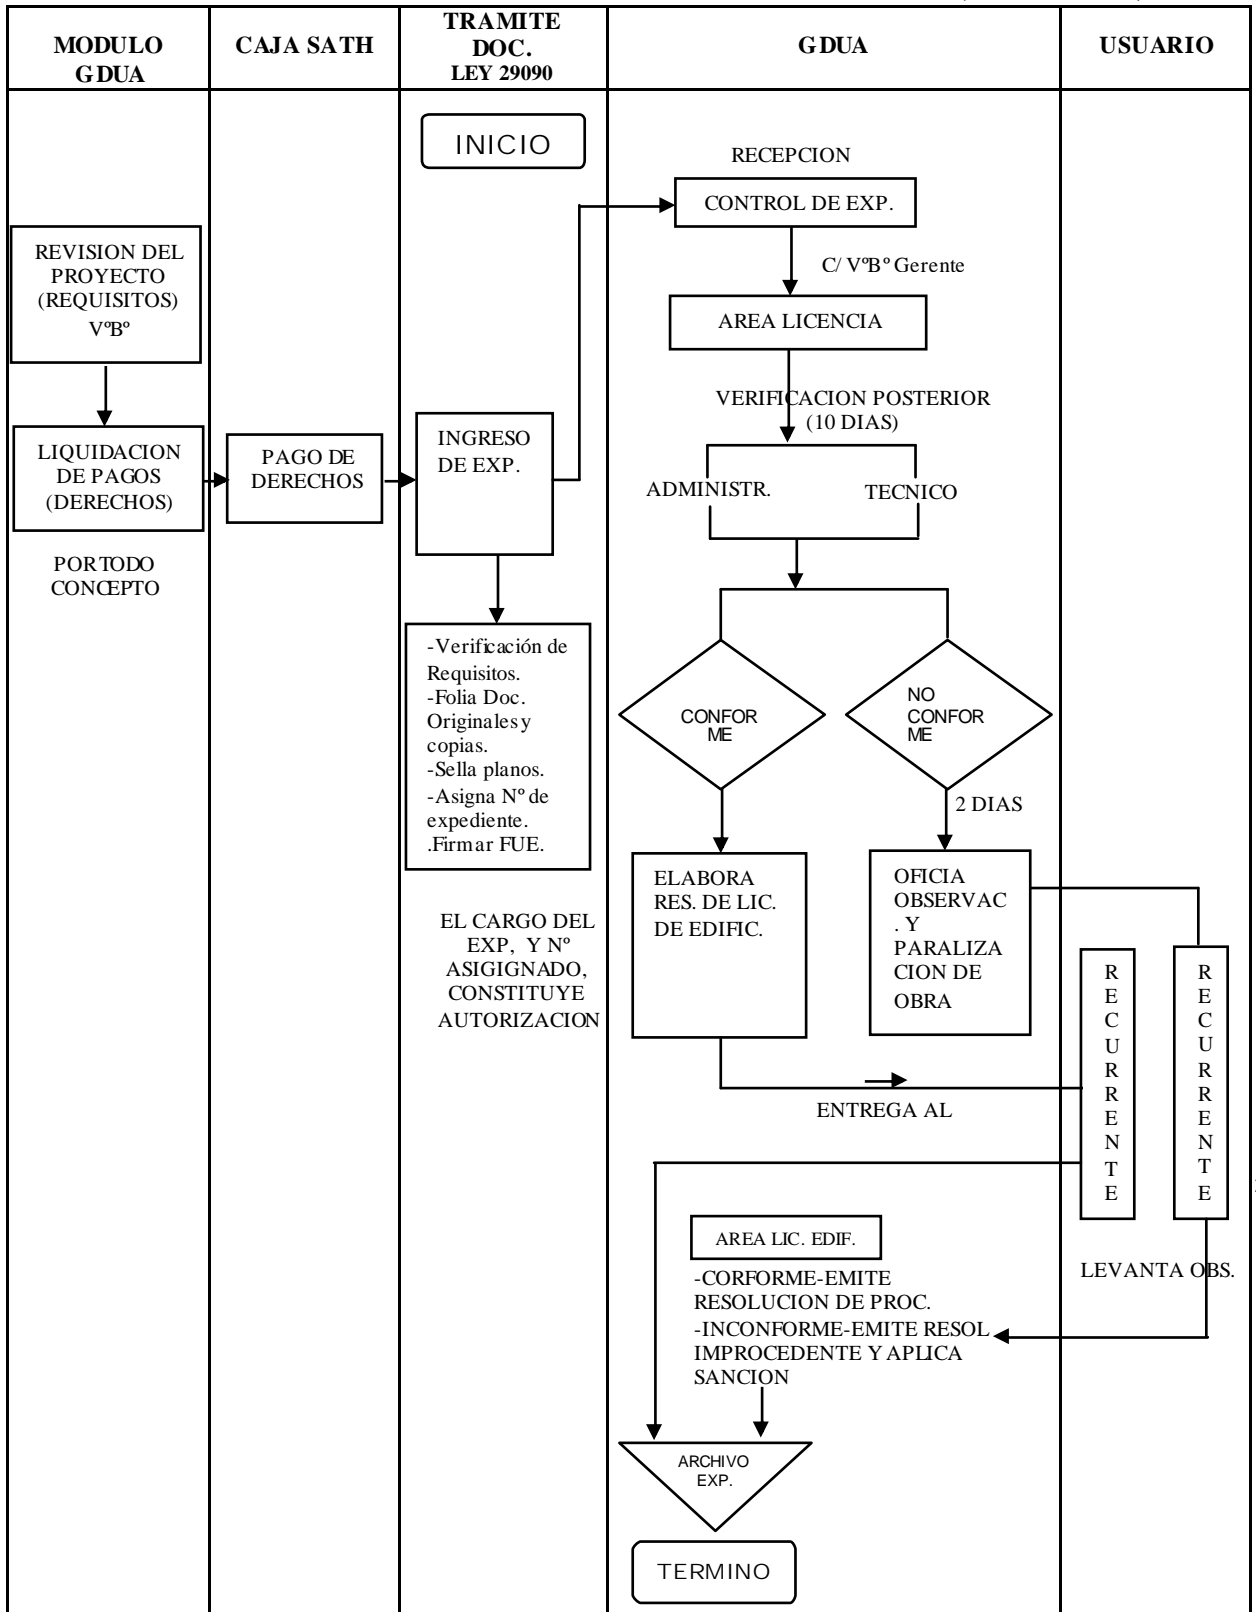 MODULO
GDUA
CAJA SATH
TRAMITE
DOC.
LEY 29090
GDUA
USUARIO
REVISION DEL
PROYECTO
(REQUISITOS)
VºBº
LIQUIDACION
DE PAGOS
(DERECHOS)
POR TODO
CONCEPTO
PAGO DE
DERECHOS
INICIO
INGRESO
DE EXP.
-Verificación de
Requisitos.
-Folia Doc.
Originales y
copias.
-Sella planos.
-Asigna Nº de
expediente.
.Firmar FUE.
EL CARGO DEL
EXP, Y Nº
ASIGIGNADO,
CONSTITUYE
AUTORIZACION
RECEPCION
CONTROL DE EXP.
C/ VºBº Gerente
AREA LICENCIA
VERIFICACION POSTERIOR
(10 DIAS)
ADMINISTR.
TECNICO
CONFOR
ME
NO
CONFOR
ME
2 DIAS
ELABORA
RES. DE LIC.
DE EDIFIC.
OFICIA
OBSERVAC
. Y
PARALIZA
CION DE
OBRA
ENTREGA AL
RECURRENTE
RECURRENTE
LEVANTA OBS.
AREA LIC. EDIF.
-CORFORME-EMITE
RESOLUCION DE PROC.
-INCONFORME-EMITE RESOL
IMPROCEDENTE Y APLICA
SANCION
ARCHIVO
EXP.
TERMINO